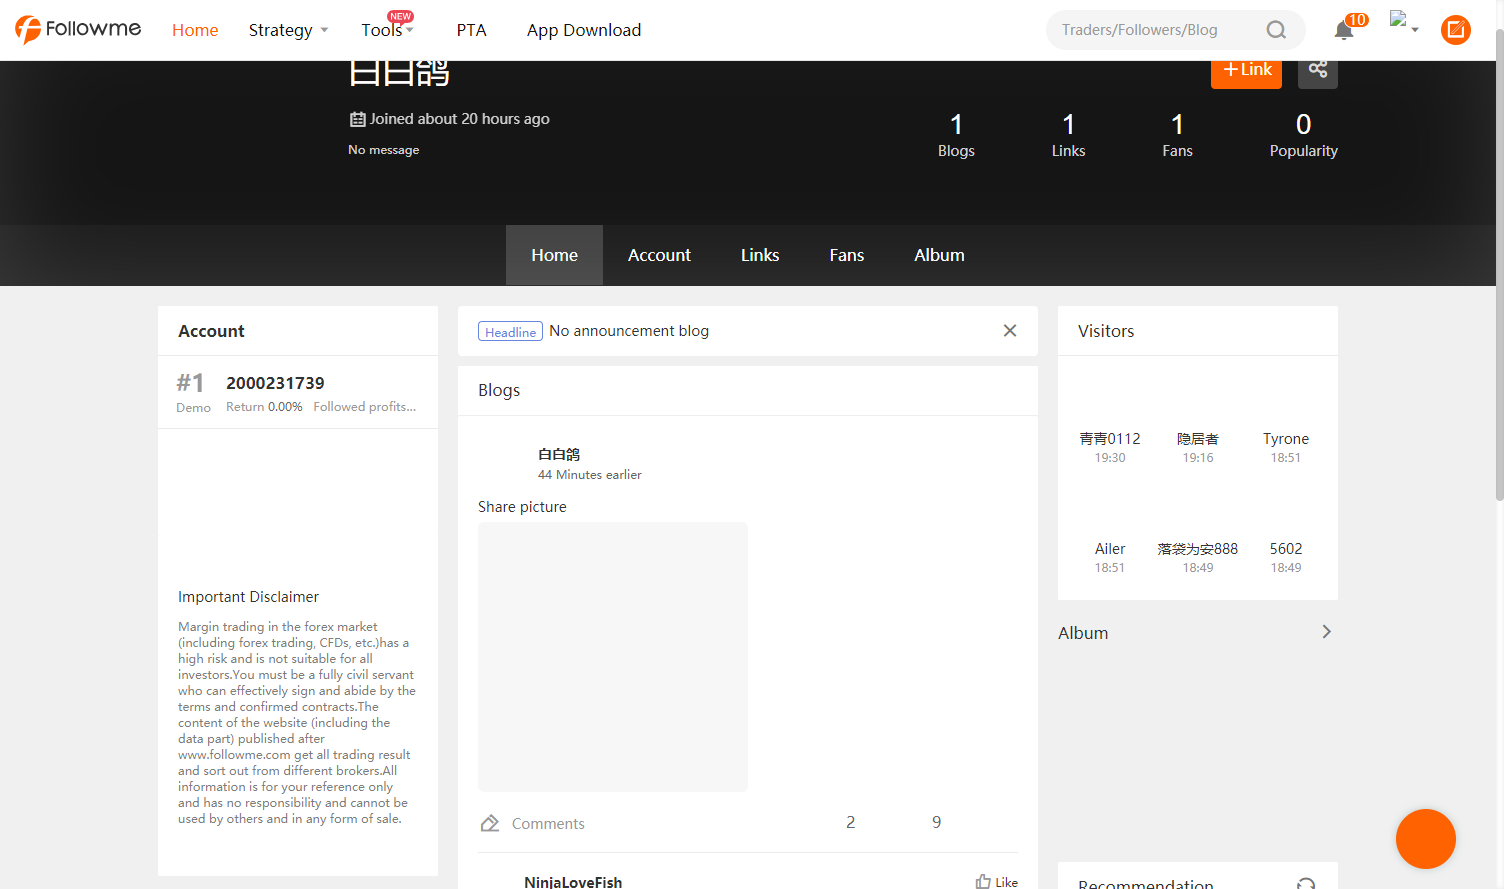 Followme
Home
Strategy
Tools
NEW
PTA
App Download
Traders/Followers/Blog
10
白白鸽
+Link
Joined about 20 hours ago
No message
1
Blogs
1
Links
1
Fans
0
Popularity
Home
Account
Links
Fans
Album
Account
#1
Demo
2000231739
Return 0.00% Followed profits...
Important Disclaimer
Margin trading in the forex market
(including forex trading, CFDs, etc.)has a
high risk and is not suitable for all
investors.You must be a fully civil servant
who can effectively sign and abide by the
terms and confirmed contracts.The
content of the website (including the
data part) published after
www.followme.com get all trading result
and sort out from different brokers.All
information is for your reference only
and has no responsibility and cannot be
used by others and in any form of sale.
Headline No announcement blog
Blogs
白白鸽
44 Minutes earlier
Share picture
Comments
2
9
NinjaLoveFish
Like
Visitors
青青0112
19:30
隐居者
19:16
Tyrone
18:51
Ailer
18:51
落袋为安888
18:49
5602
18:49
Album
Recommendation